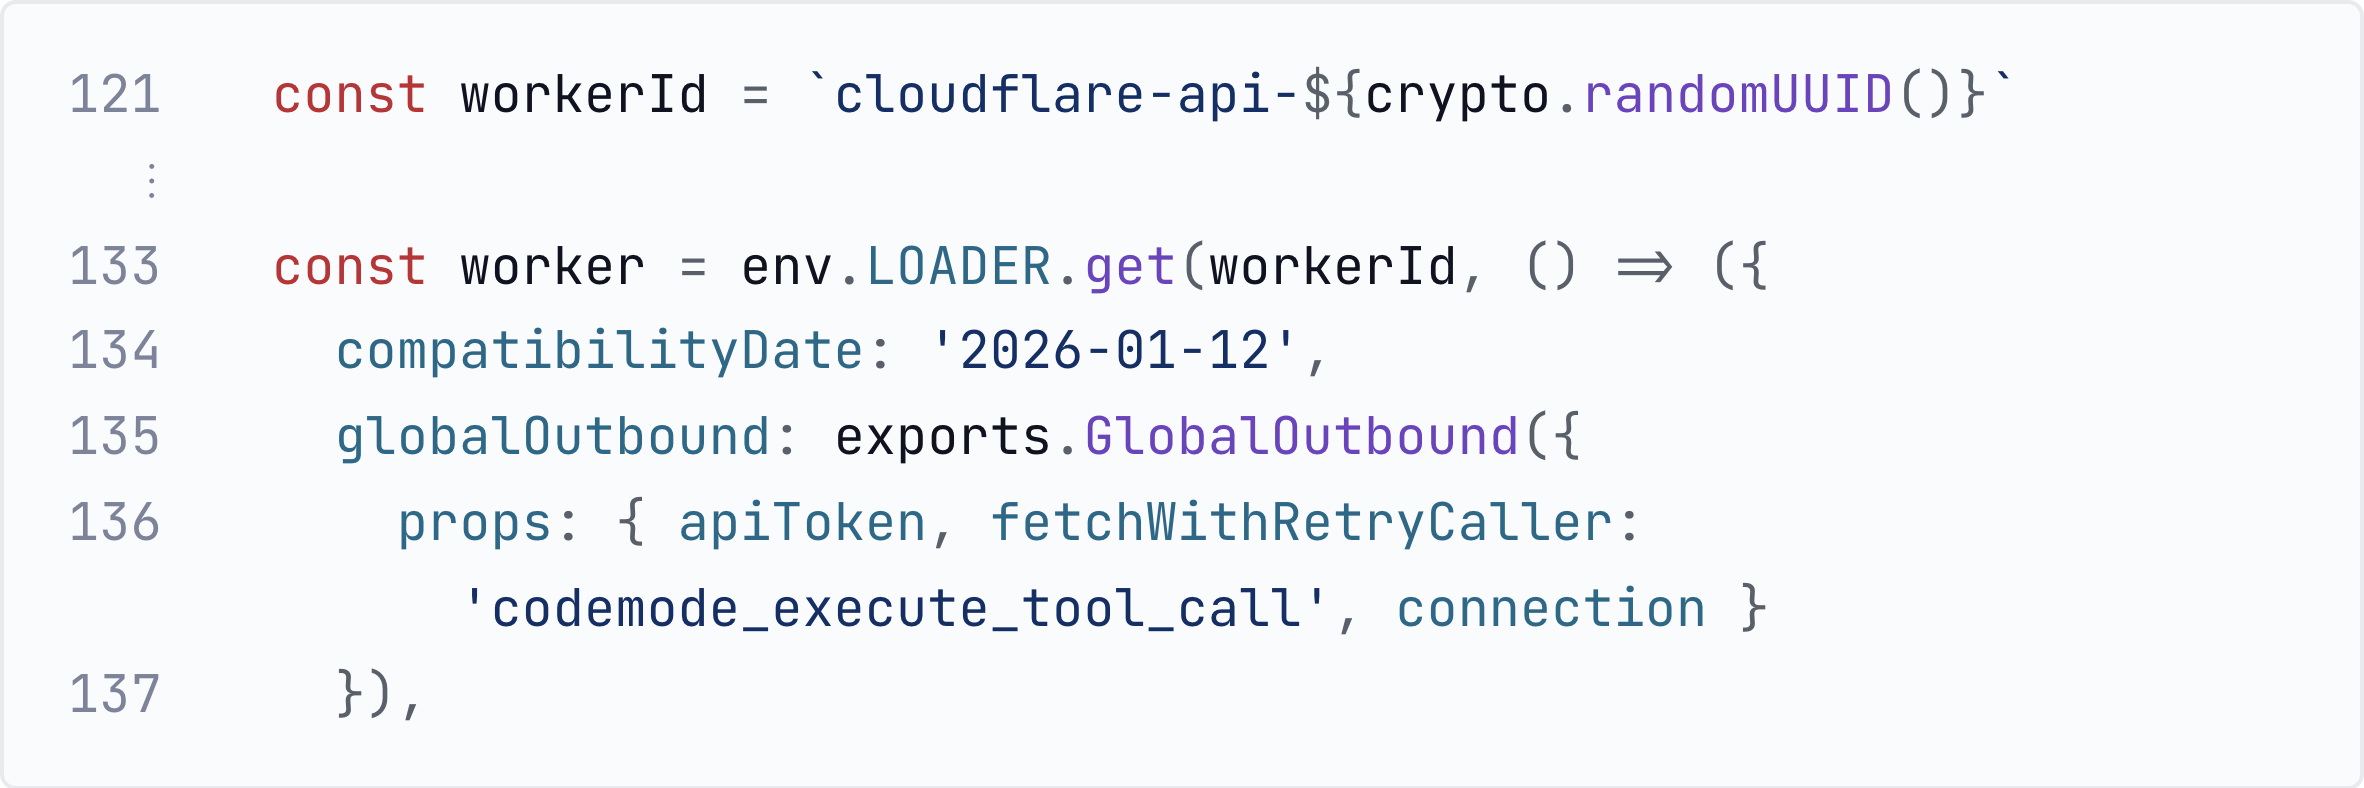 121 const workerId = `cloudflare-api-${crypto.randomUUID()}`
⋮
133 const worker = env.LOADER.get(workerId, () => ({
134 compatibilityDate: '2026-01-12',
135 globalOutbound: exports.GlobalOutbound({
136 props: { apiToken, fetchWithRetryCaller:
'codemode_execute_tool_call', connection }
137 }),